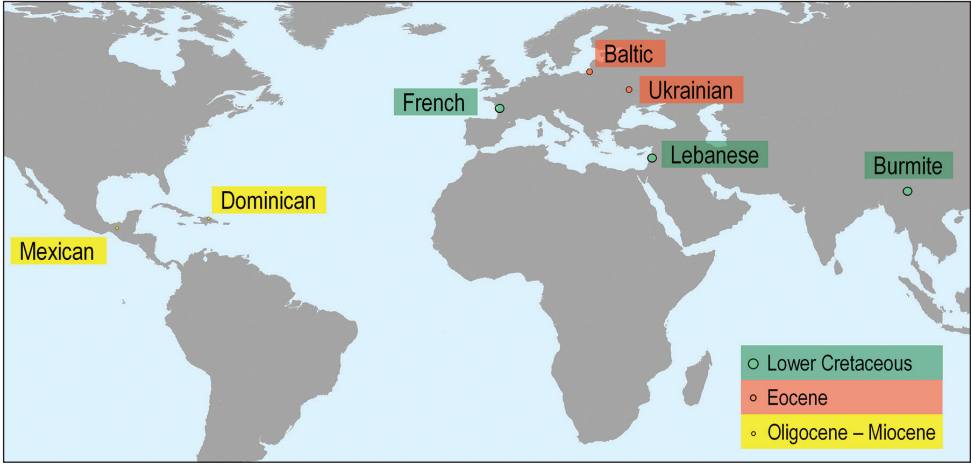 Baltic
Ukrainian
French
Lebanese
Burmite
Dominican
Mexican
Lower Cretaceous
Eocene
Oligocene – Miocene